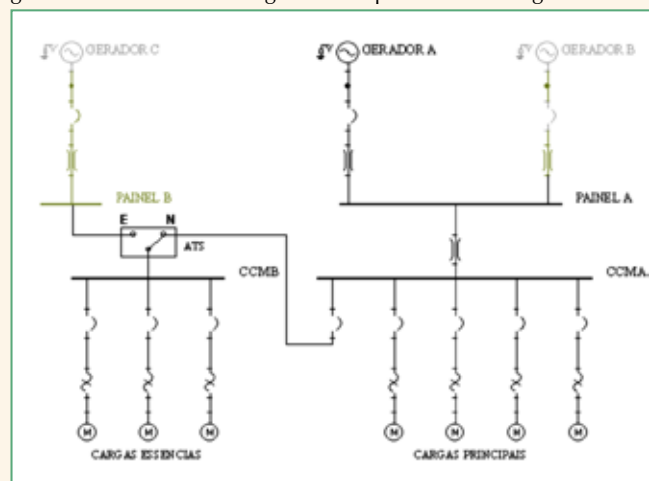 GERADOR C
GERADOR A
GERADOR B
PAINEL B
PAINEL A
E N
ATS
CCMB
CCMA
M M M M M M M
CARGAS ESSENCIAS
CARGAS PRINCIPAIS